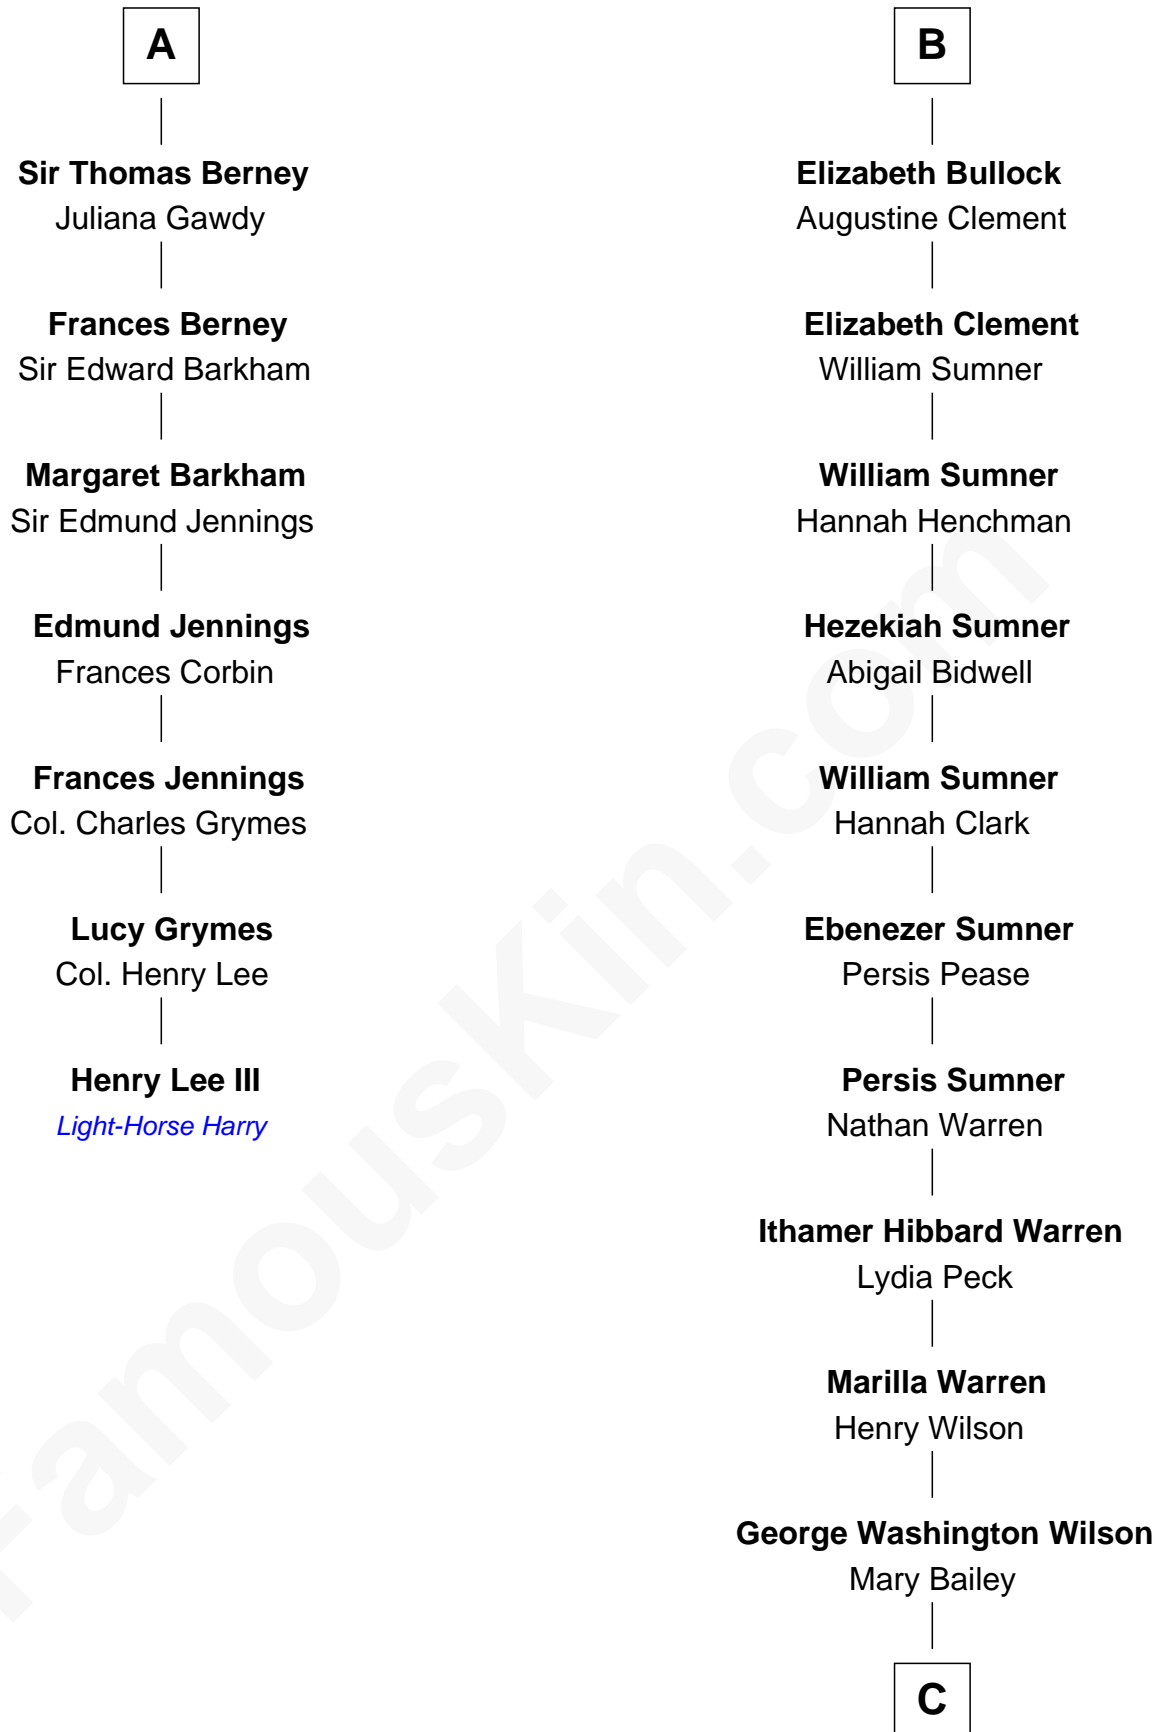 A
Sir Thomas Berney
Juliana Gawdy
Frances Berney
Sir Edward Barkham
Margaret Barkham
Sir Edmund Jennings
Edmund Jennings
Frances Corbin
Frances Jennings
Col. Charles Grymes
Lucy Grymes
Col. Henry Lee
Henry Lee III
Light-Horse Harry
B
Elizabeth Bullock
Augustine Clement
Elizabeth Clement
William Sumner
William Sumner
Hannah Henchman
Hezekiah Sumner
Abigail Bidwell
William Sumner
Hannah Clark
Ebenezer Sumner
Persis Pease
Persis Sumner
Nathan Warren
Ithamer Hibbard Warren
Lydia Peck
Marilla Warren
Henry Wilson
George Washington Wilson
Mary Bailey
C
FamousKin.com